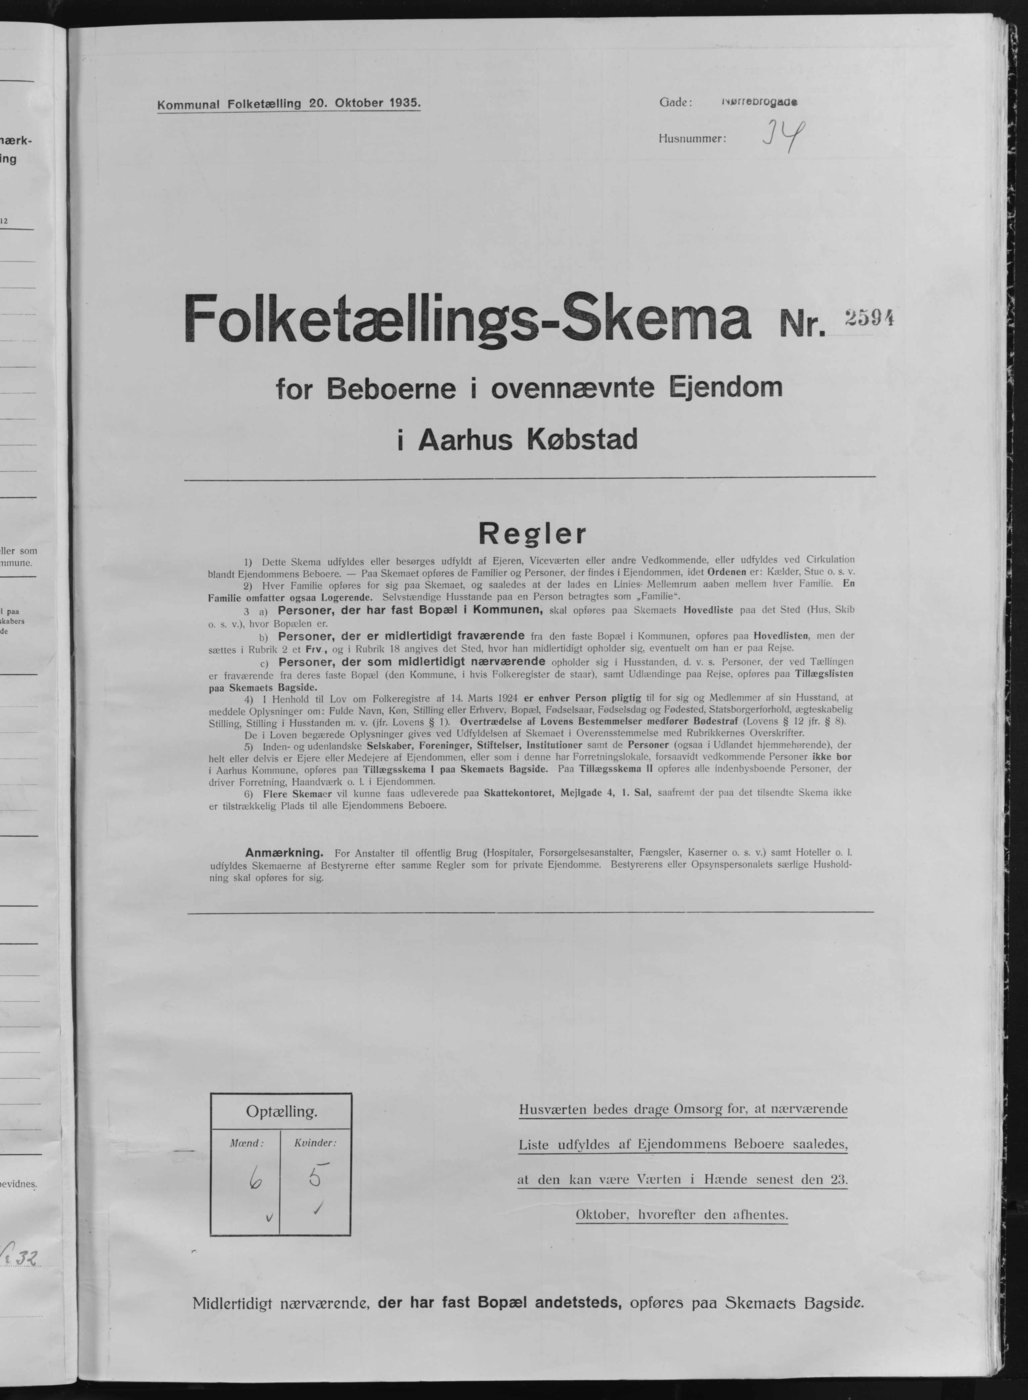 Kommunal Folketælling 20. Oktober 1935.
Gade: Nørrebrogade
Husnummer: 34
Folketællings-Skema Nr. 2594
for Beboerne i ovennævnte Ejendom
i Aarhus Købstad
Regler
1) Dette Skema udfyldes eller besørges udfyldt af Ejeren, Viceværten eller andre Vedkommende, eller udfyldes ved Cirkulation
blandt Ejendommens Beboere. — Paa Skemaet opføres de Familier og Personer, der findes i Ejendommen, idet Ordenen er: Kælder, Stue o. s. v.
2) Hver Familie opføres for sig paa Skemaet, og saaledes at der lades en Linies Mellemrum aaben mellem hver Familie. En
Familie omfatter ogsaa Logerende. Selvstændige Husstande paa en Person betragtes som „Familie“.
3 a) Personer, der har fast Bopæl i Kommunen, skal opføres paa Skemaets Hovedliste paa det Sted (Hus, Skib
o. s. v.), hvor Bopælen er.
b) Personer, der er midlertidigt fraværende fra den faste Bopæl i Kommunen, opføres paa Hovedlisten, men der
sættes i Rubrik 2 et Frv., og i Rubrik 18 angives det Sted, hvor han midlertidigt opholder sig, eventuelt om han er paa Rejse.
c) Personer, der som midlertidigt nærværende opholder sig i Husstanden, d. v. s. Personer, der ved Tællingen
er fraværende fra deres faste Bopæl (den Kommune, i hvis Folkeregister de staar), samt Udlændinge paa Rejse, opføres paa Tillægslisten
paa Skemaets Bagside.
4) I Henhold til Lov om Folkeregistre af 14. Marts 1924 er enhver Person pligtig til for sig og Medlemmer af sin Husstand, at
meddele Oplysninger om: Fulde Navn, Køn, Stilling eller Erhverv, Bopæl, Fødselsaar, Fødselsdag og Fødested, Statsborgerforhold, ægteskabelig
Stilling, Stilling i Husstanden m. v. (jfr. Lovens § 1). Overtrædelse af Lovens Bestemmelser medfører Bødestraf (Lovens § 12 jfr. § 8).
De i Loven begærede Oplysninger gives ved Udfyldelsen af Skemaet i Overensstemmelse med Rubrikkernes Overskrifter.
5) Inden- og udenlandske Selskaber, Foreninger, Stiftelser, Institutioner samt de Personer (ogsaa i Udlandet hjemmehørende), der
helt eller delvis er Ejere eller Medejere af Ejendommen, eller som i denne har Forretningslokale, forsaavidt vedkommende Personer ikke bor
i Aarhus Kommune, opføres paa Tillægsskema I paa Skemaets Bagside. Paa Tillægsskema II opføres alle indenbysboende Personer, der
driver Forretning, Haandværk o. l. i Ejendommen.
6) Flere Skemaer vil kunne faas udleverede paa Skattekontoret, Mejlgade 4, 1. Sal, saafremt der paa det tilsendte Skema ikke
er tilstrækkelig Plads til alle Ejendommens Beboere.
Anmærkning. For Anstalter til offentlig Brug (Hospitaler, Forsørgelsesanstalter, Fængsler, Kaserner o. s. v.) samt Hoteller o. l.
udfyldes Skemaerne af Bestyrerne efter samme Regler som for private Ejendomme. Bestyrerens eller Opsynspersonalets særlige Hushold-
ning skal opføres for sig.
Optælling.
Mænd: Kvinder:
6 5
Husværten bedes drage Omsorg for, at nærværende
Liste udfyldes af Ejendommens Beboere saaledes,
at den kan være Værten i Hænde senest den 23.
Oktober, hvorefter den afhentes.
Midlertidigt nærværende, der har fast Bopæl andetsteds, opføres paa Skemaets Bagside.